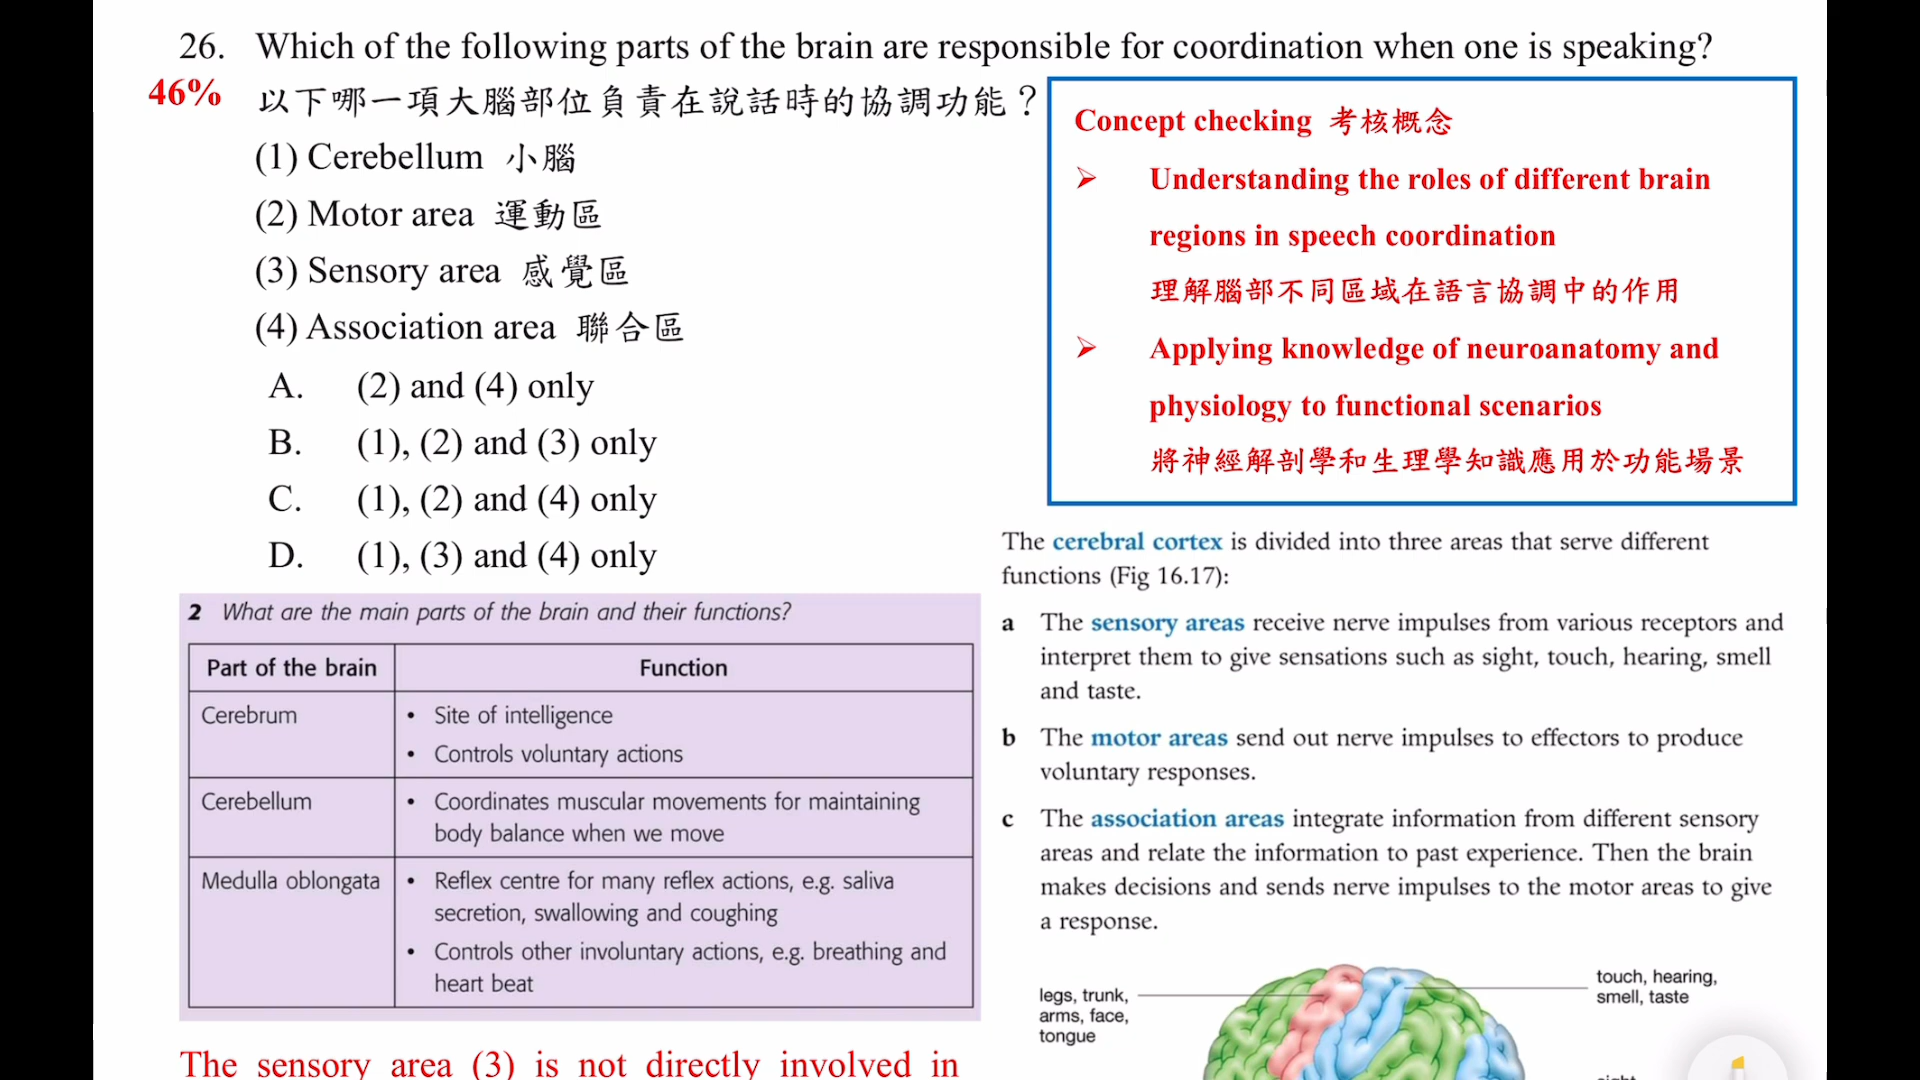 26. Which of the following parts of the brain are responsible for coordination when one is speaking?
46%
以下哪一項大腦部位負責在說話時的協調功能？
(1) Cerebellum 小腦
(2) Motor area 運動區
(3) Sensory area 感覺區
(4) Association area 聯合區
A. (2) and (4) only
B. (1), (2) and (3) only
C. (1), (2) and (4) only
D. (1), (3) and (4) only
Concept checking 考核概念
➢ Understanding the roles of different brain
regions in speech coordination
理解腦部不同區域在語言協調中的作用
➢ Applying knowledge of neuroanatomy and
physiology to functional scenarios
將神經解剖學和生理學知識應用於功能場景
2 What are the main parts of the brain and their functions?
Part of the brain Function
Cerebrum • Site of intelligence
• Controls voluntary actions
Cerebellum • Coordinates muscular movements for maintaining
body balance when we move
Medulla oblongata • Reflex centre for many reflex actions, e.g. saliva
secretion, swallowing and coughing
• Controls other involuntary actions, e.g. breathing and
heart beat
The sensory area (3) is not directly involved in
The cerebral cortex is divided into three areas that serve different
functions (Fig 16.17):
a The sensory areas receive nerve impulses from various receptors and
interpret them to give sensations such as sight, touch, hearing, smell
and taste.
b The motor areas send out nerve impulses to effectors to produce
voluntary responses.
c The association areas integrate information from different sensory
areas and relate the information to past experience. Then the brain
makes decisions and sends nerve impulses to the motor areas to give
a response.
legs, trunk,
arms, face,
tongue
touch, hearing,
smell, taste